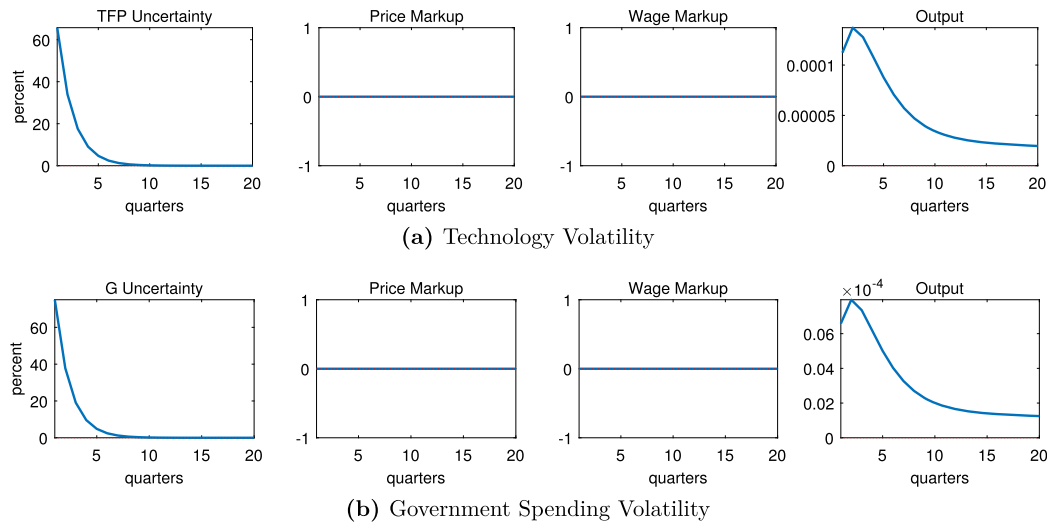 TFP Uncertainty Price Markup Wage Markup Output
percent
60
40
20
0
5 10 15 20
quarters
1
0
-1
5 10 15 20
quarters
1
0
-1
5 10 15 20
quarters
0.0001
0.00005
0
5 10 15 20
quarters
(a) Technology Volatility
G Uncertainty Price Markup Wage Markup Output
percent
60
40
20
0
5 10 15 20
quarters
1
0
-1
5 10 15 20
quarters
1
0
-1
5 10 15 20
quarters
×10⁻⁴
0.06
0.04
0.02
0
5 10 15 20
quarters
(b) Government Spending Volatility